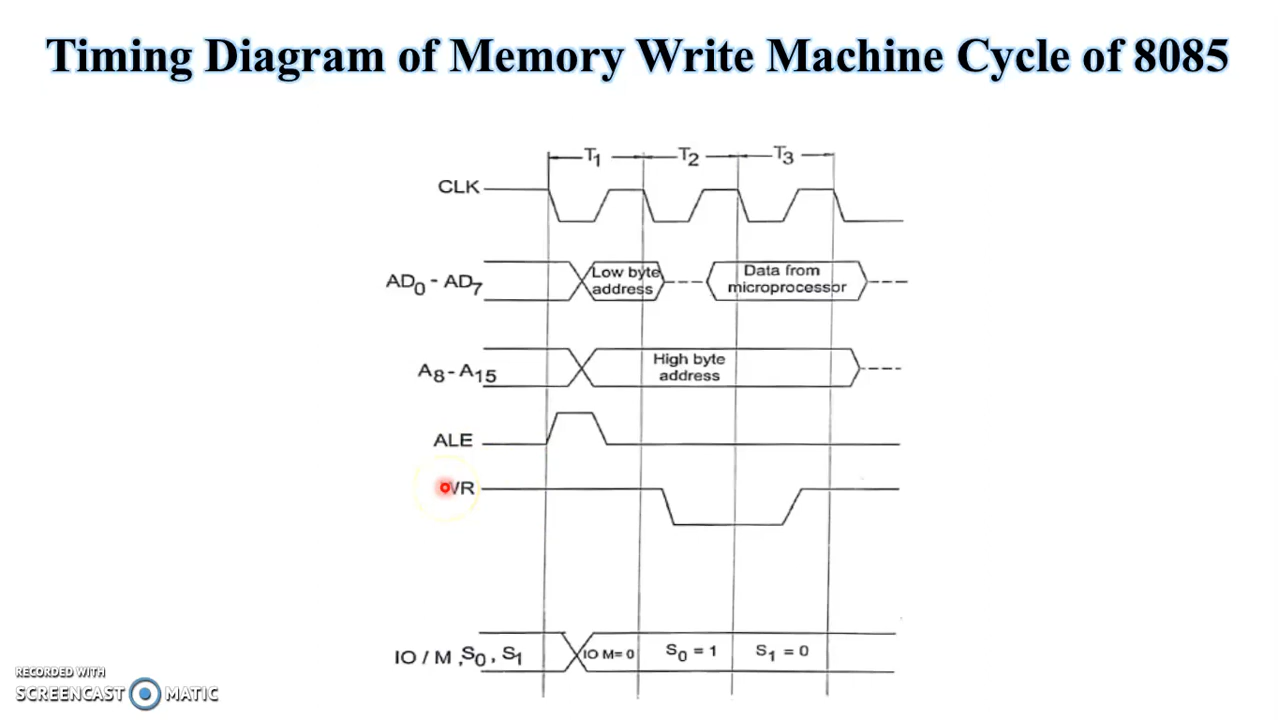 Timing Diagram of Memory Write Machine Cycle of 8085
T1 T2 T3
CLK
AD0 - AD7
Low byte
address
Data from
microprocessor
A8 - A15
High byte
address
ALE
WR
IO / M , S0 , S1
IO M= 0
S0 = 1
S1 = 0
RECORDED WITH
SCREENCAST MATIC